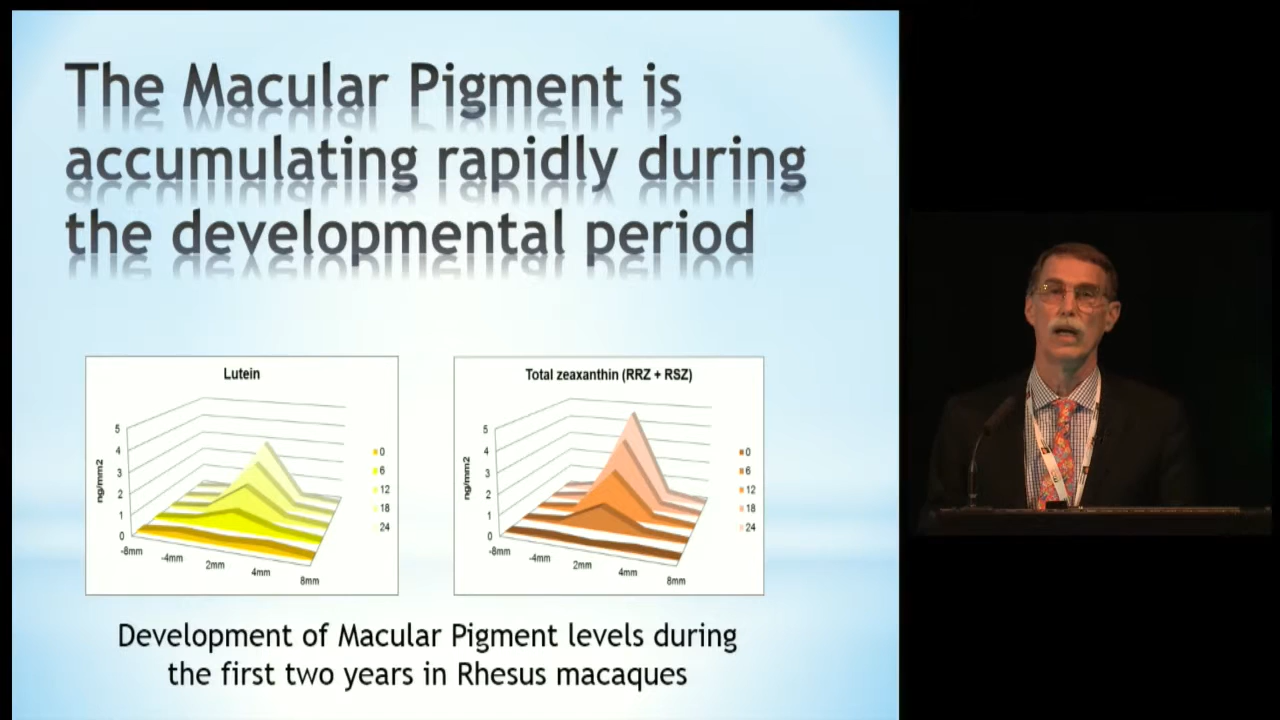 The Macular Pigment is
accumulating rapidly during
the developmental period
Lutein
5
4
3
2
1
0
ng/mm2
-8mm
-4mm
2mm
4mm
8mm
0
6
12
18
24
Total zeaxanthin (RRZ + RSZ)
5
4
3
2
1
0
ng/mm2
-8mm
-4mm
2mm
4mm
8mm
0
6
12
18
24
Development of Macular Pigment levels during
the first two years in Rhesus macaques